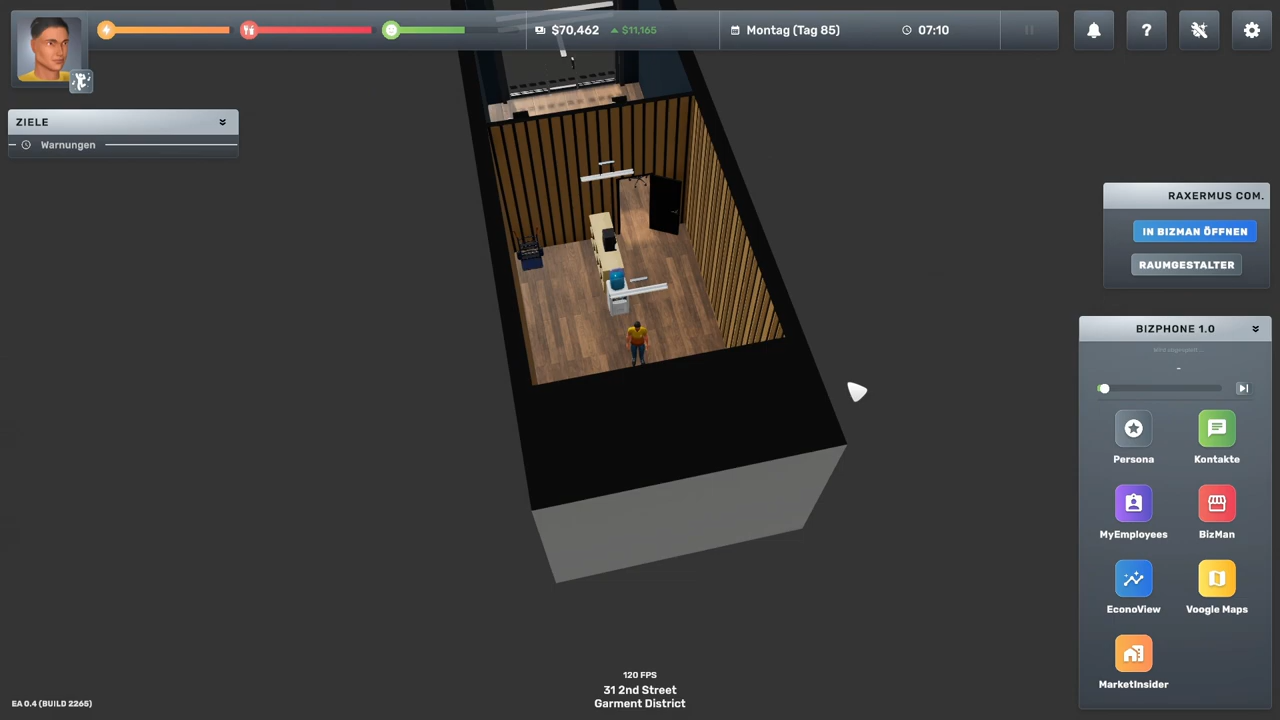 $70,462
$11,165
Montag (Tag 85)
07:10
?
ZIELE
Warnungen
RAXERMUS COM.
IN BIZMAN ÖFFNEN
RAUMGESTALTER
BIZPHONE 1.0
-
Persona
Kontakte
MyEmployees
BizMan
EconoView
Voogle Maps
MarketInsider
120 FPS
31 2nd Street
Garment District
EA 0.4 (BUILD 2265)